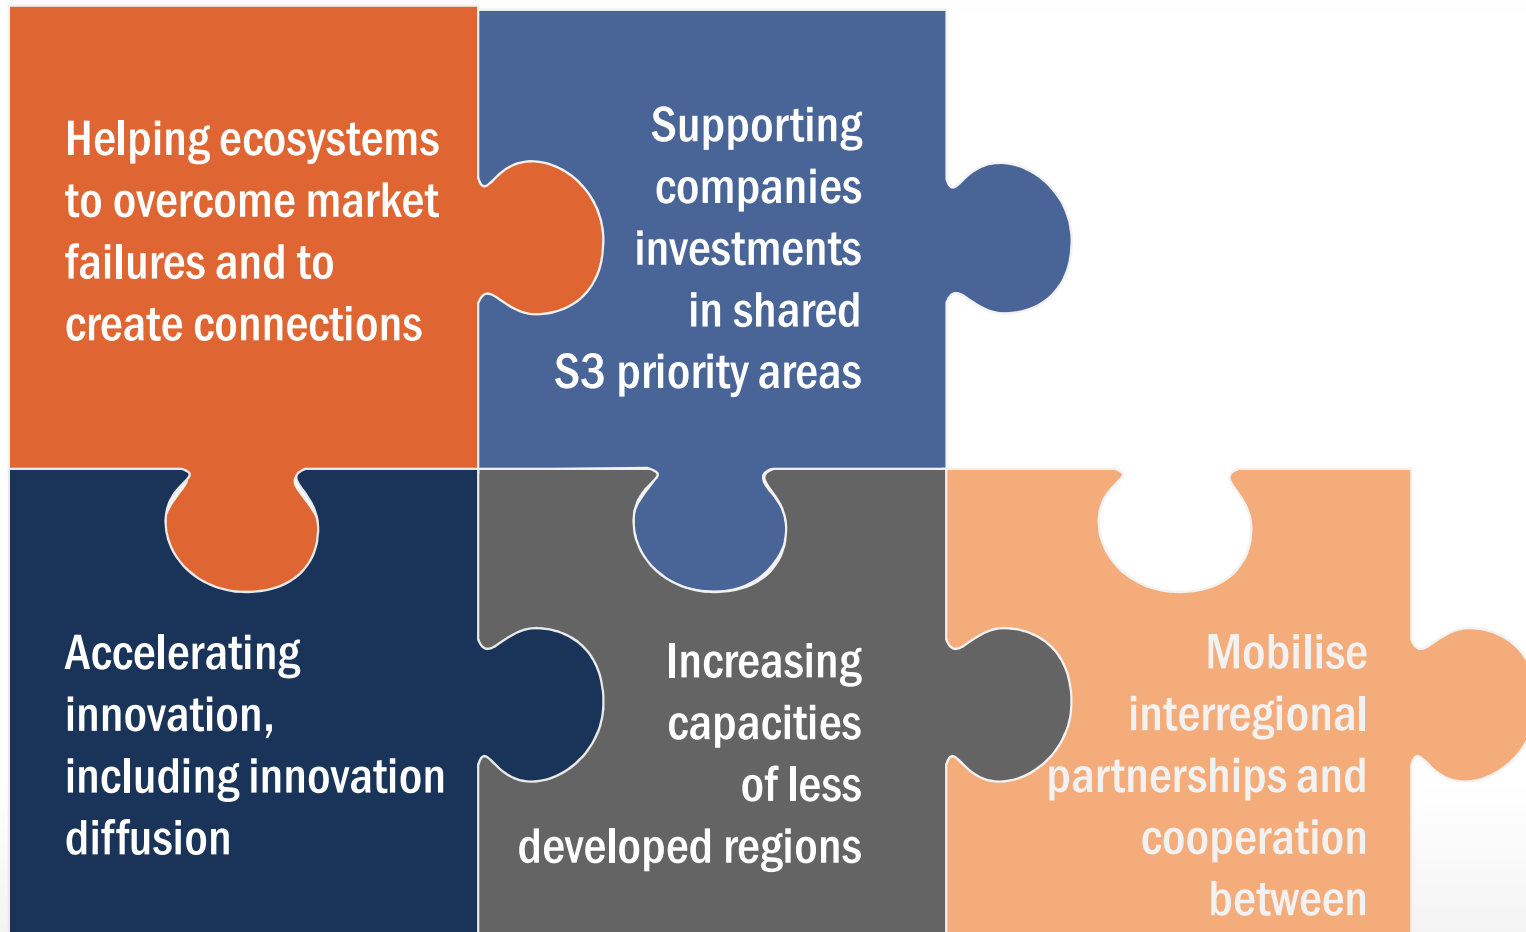 Helping ecosystems
to overcome market
failures and to
create connections
Supporting
companies
investments
in shared
S3 priority areas
Accelerating
innovation,
including innovation
diffusion
Increasing
capacities
of less
developed regions
Mobilise
interregional
partnerships and
cooperation
between